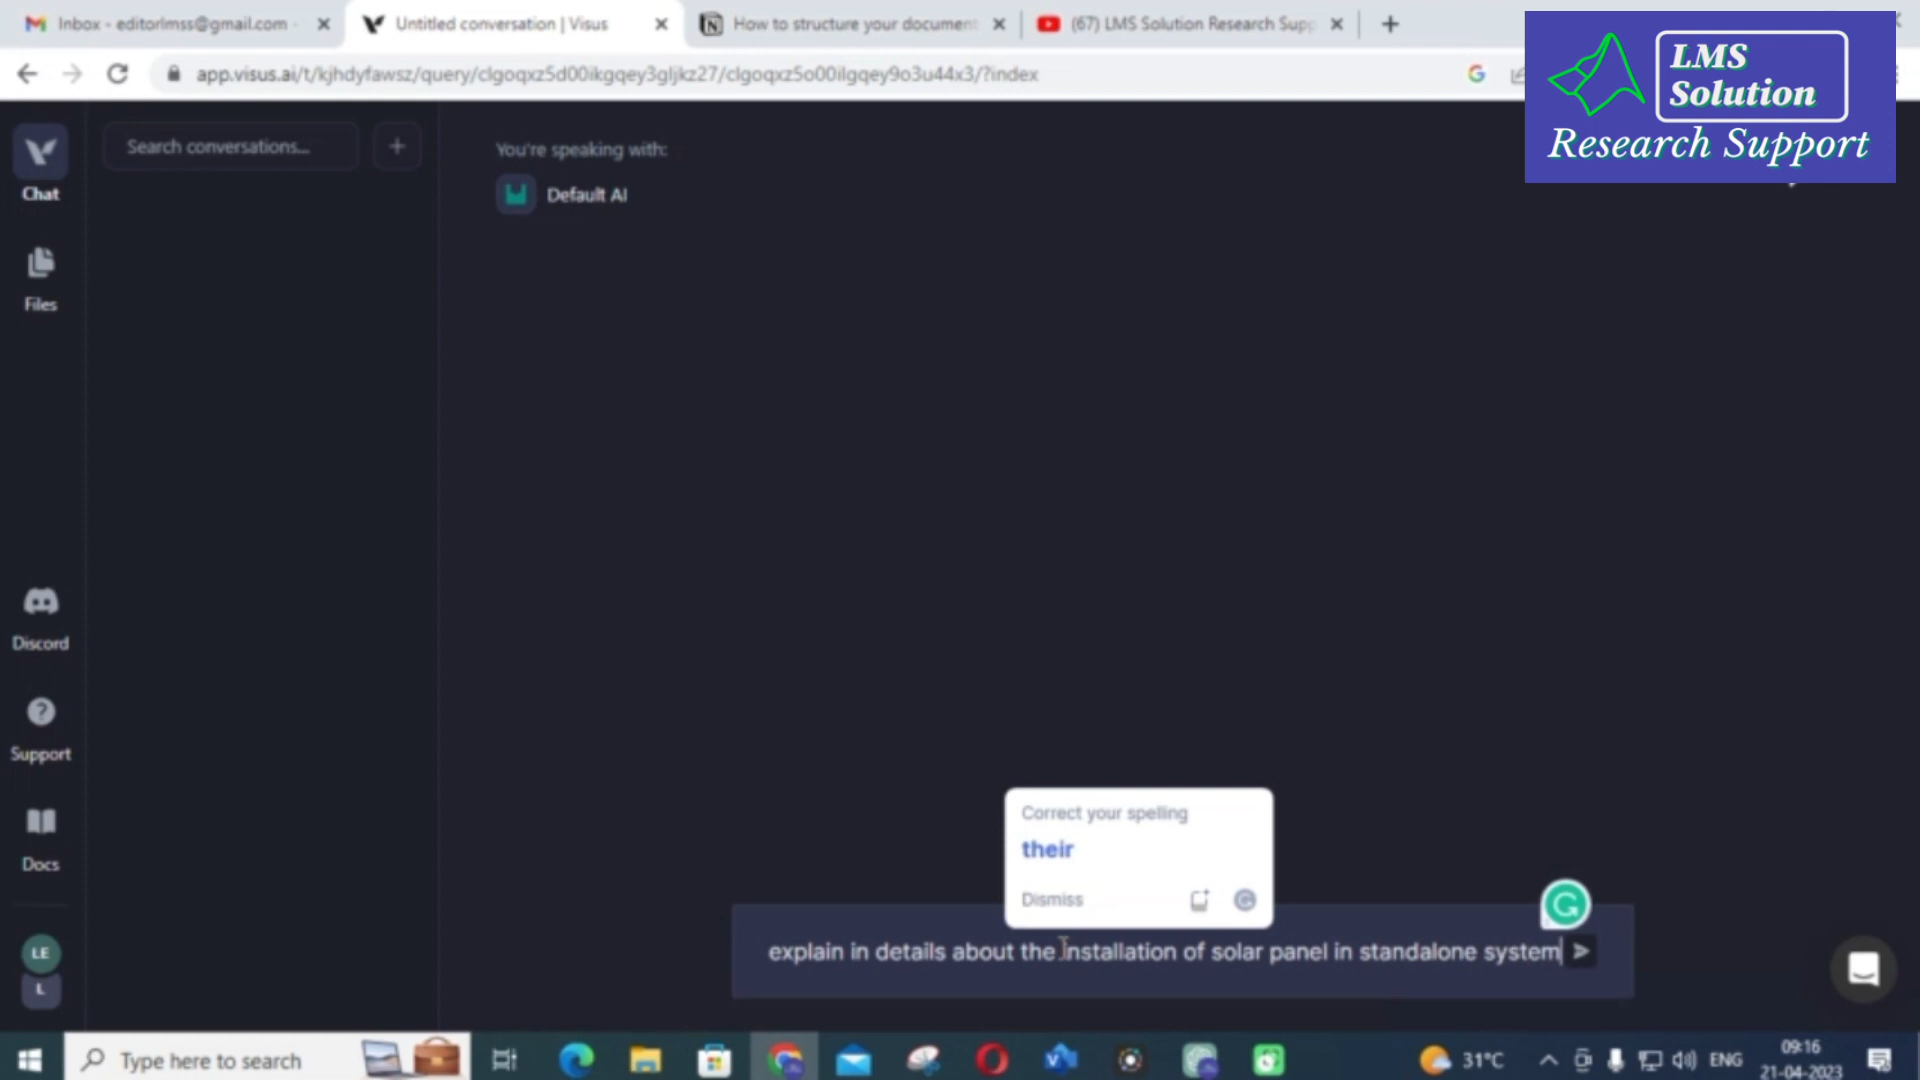 Inbox - editorlmss@gmail.com -
Untitled conversation | Visus
How to structure your document
(67) LMS Solution Research Supp
app.visus.ai/t/kjhdyfawsz/query/clgoqxz5d00ikgqey3gljkz27/clgoqxz5o00ilgqey9o3u44x3/?index
LMS
Solution
Research Support
Chat
Search conversations...
You're speaking with:
Default AI
Files
Discord
Support
Docs
LE
L
Correct your spelling
their
Dismiss
explain in details about the installation of solar panel in standalone system
Type here to search
31°C
ENG
09:16
21-04-2023